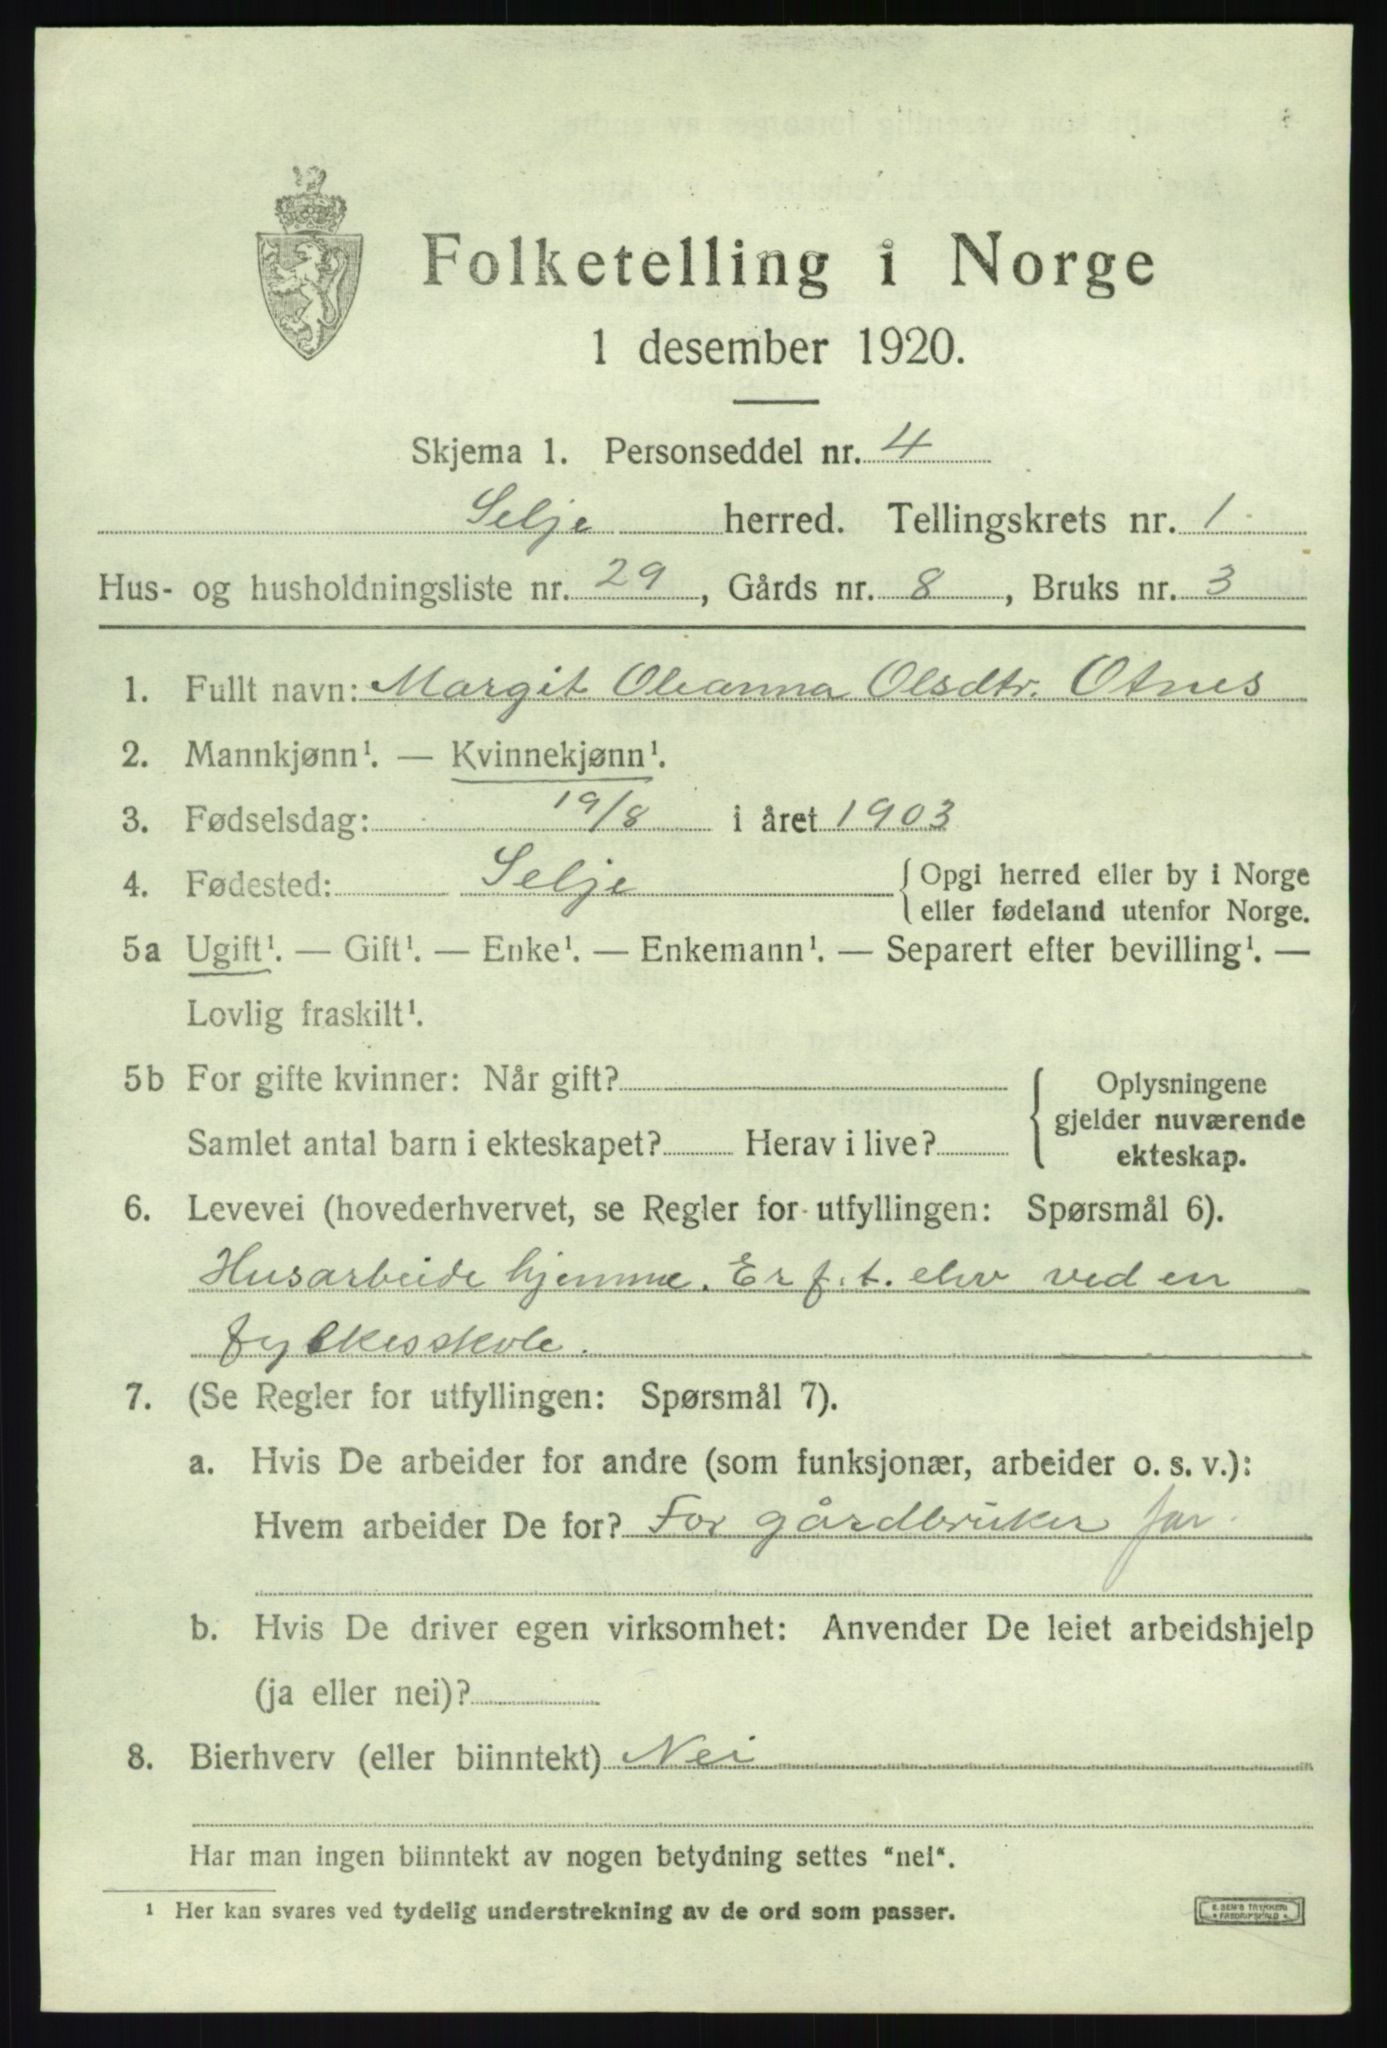 Folketelling i Norge
1 desember 1920.
Skjema 1. Personseddel nr. 4
Selje herred. Tellingskrets nr. 1
Hus- og husholdningsliste nr. 29, Gårds nr. 8, Bruks nr. 3
1. Fullt navn: Margit Oleanna Olsdtr. Otnes
2. Mannkjønn¹. — Kvinnekjønn¹.
3. Fødselsdag: 19/8 i året 1903
4. Fødested: Selje { Opgi herred eller by i Norge
eller fødeland utenfor Norge.
5a Ugift¹. — Gift¹. — Enke¹. — Enkemann¹. — Separert efter bevilling¹. —
Lovlig fraskilt¹.
5b For gifte kvinner: Når gift? { Oplysningene
gjelder nuværende
Samlet antal barn i ekteskapet? Herav i live? ekteskap.
6. Levevei (hovederhvervet, se Regler for utfyllingen: Spørsmål 6).
Husarbeide hjemme. Er f. t. elev ved en
fylkesskole.
7. (Se Regler for utfyllingen: Spørsmål 7).
a. Hvis De arbeider for andre (som funksjonær, arbeider o. s. v.):
Hvem arbeider De for? For gårdbruker far.
b. Hvis De driver egen virksomhet: Anvender De leiet arbeidshjelp
(ja eller nei)?
8. Bierhverv (eller biinntekt) Nei
Har man ingen biinntekt av nogen betydning settes "nei".
¹ Her kan svares ved tydelig understrekning av de ord som passer.
E. SEM'S TRYKKERI
• FREDRIKSHALD •